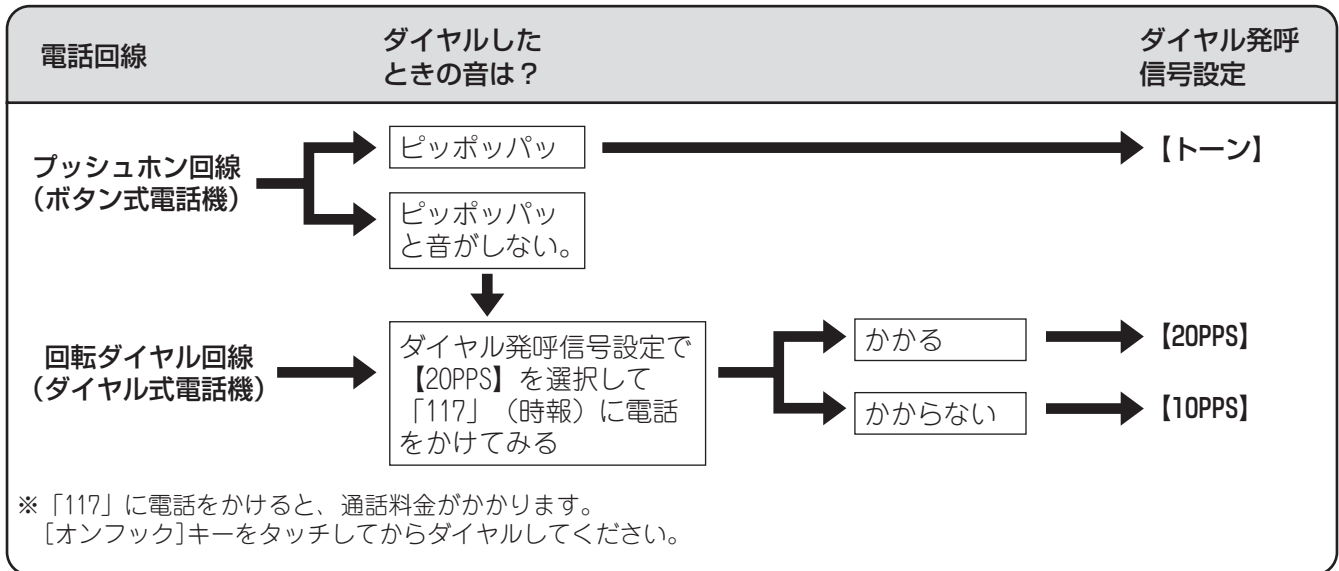 電話回線
ダイヤルした
ときの音は？
ダイヤル発呼
信号設定
プッシュホン回線
（ボタン式電話機）
ピッポッパッ
【トーン】
ピッポッパッ
と音がしない。
回転ダイヤル回線
（ダイヤル式電話機）
ダイヤル発呼信号設定で
【20PPS】を選択して
「117」（時報）に電話
をかけてみる
かかる
【20PPS】
かからない
【10PPS】
※「117」に電話をかけると、通話料金がかかります。
［オンフック］キーをタッチしてからダイヤルしてください。